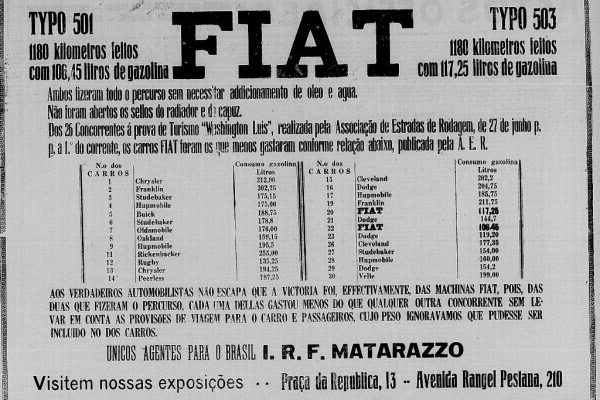 TYPO 501
FIAT
TYPO 503
1180 kilometros feitos
com 106,45 litros de gazolina
1180 kilometros feitos
com 117,25 litros de gazolina
Ambos fizeram todo o percurso sem necessitar addicionamento de oleo e agua.
Não foram abertos os sellos do radiador e do capuz.
Dos 26 Concorrentes á prova de Turismo "Washington Luis", realizada pela Associação de Estradas de Rodagem, de 27 de junho p.
p. a 1.º do corrente, os carros FIAT foram os que menos gastaram conforme relação abaixo, publicada pela A. E. R.
N.o dos CARROS Consumo gazolina Litros
1 Chrysler 212,00
2 Franklin 202,25
3 Studebaker 175,15
4 Hupmobile 175,00
5 Buick 188,75
6 Studebaker 178,8
7 Oldsmobile 176,00
8 Oakland 159,15
9 Hupmobile 195,5
11 Rickenbacker 255,00
12 Rugby 135,25
13 Chrysler 194,25
14 Peerless 187,25
N.o dos CARROS Consumo gazolina Litros
15 Cleveland 202,2
16 Dodge 204,75
17 Hupmobile 185,75
19 Franklin 211,75
20 FIAT 117,25
21 Dodge 144,7
22 FIAT 106,45
23 Dodge 119,20
26 Cleveland 177,35
27 Studebaker 154,00
28 Hupmobile 160,00
29 Dodge 154,2
30 Velie 199,00
AOS VERDADEIROS AUTOMOBILISTAS NÃO ESCAPA QUE A VICTORIA FOI, EFFECTIVAMENTE, DAS MACHINAS FIAT, POIS, DAS
DUAS QUE FIZERAM O PERCURSO, CADA UMA DELLAS GASTOU MENOS DO QUE QUALQUER OUTRA CONCORRENTE SEM LE-
VAR EM CONTA AS PROVISÕES DE VIAGEM PARA O CARRO E PASSAGEIROS, CUJO PESO IGNORAVAMOS QUE PUDESSE SER
INCLUIDO NO DOS CARROS.
UNICOS AGENTES PARA O BRASIL I. R. F. MATARAZZO
Visitem nossas exposições -- Praça da Republica, 13 -- Avenida Rangel Pestana, 210